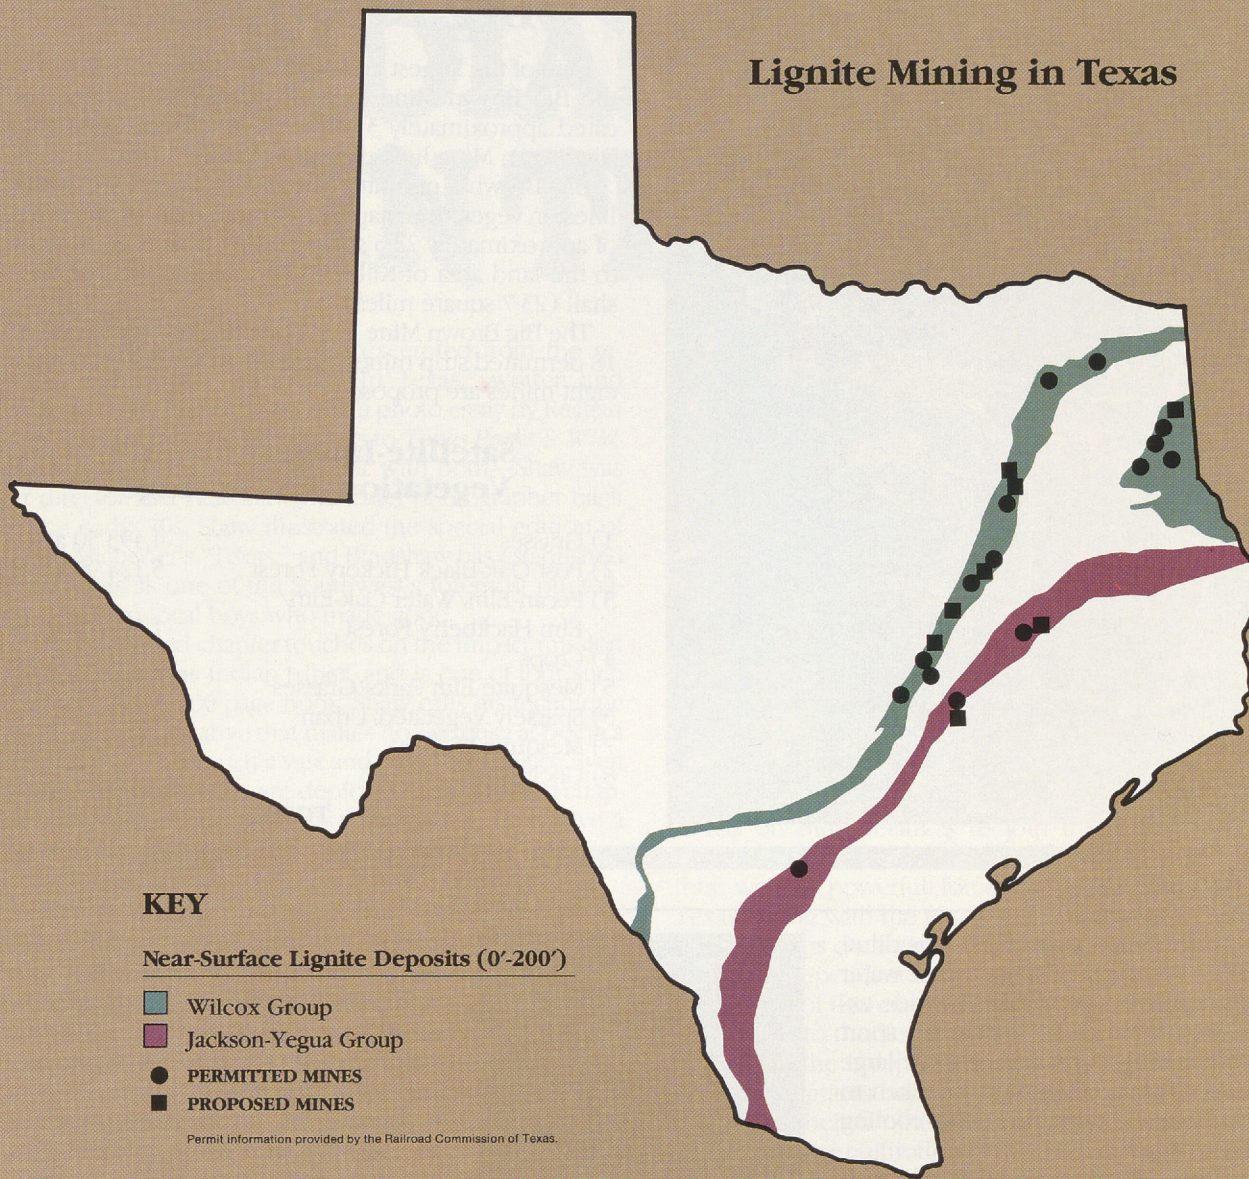 Lignite Mining in Texas
KEY
Near-Surface Lignite Deposits (0′-200′)
Wilcox Group
Jackson-Yegua Group
PERMITTED MINES
PROPOSED MINES
Permit information provided by the Railroad Commission of Texas.